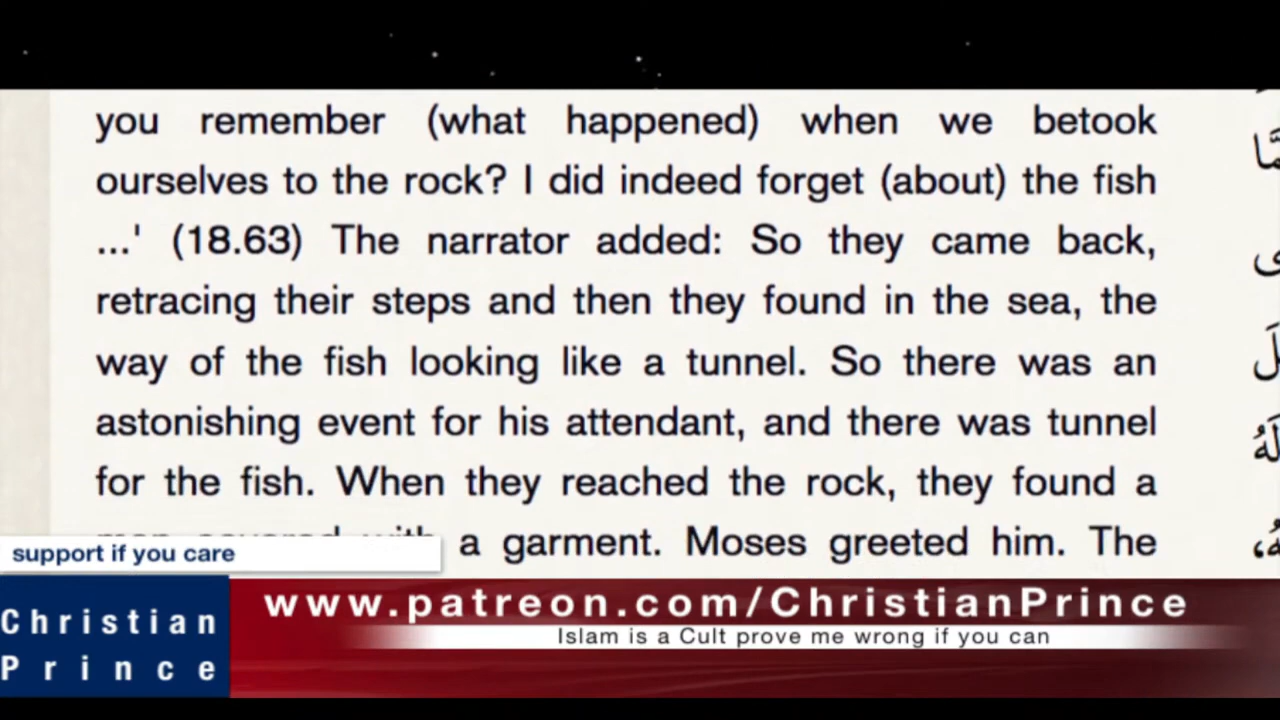 you remember (what happened) when we betook
ourselves to the rock? I did indeed forget (about) the fish
...' (18.63) The narrator added: So they came back,
retracing their steps and then they found in the sea, the
way of the fish looking like a tunnel. So there was an
astonishing event for his attendant, and there was tunnel
for the fish. When they reached the rock, they found a
man covered with a garment. Moses greeted him. The
support if you care
Christian
Prince
www.patreon.com/ChristianPrince
Islam is a Cult prove me wrong if you can